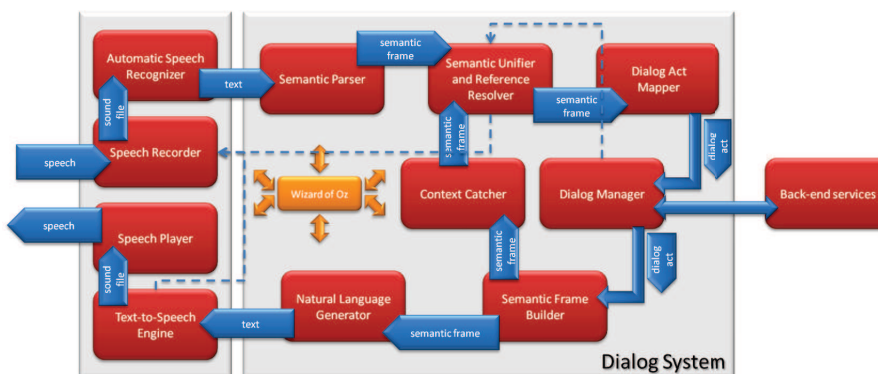 Automatic Speech
Recognizer
text
Semantic Parser
semantic
frame
Semantic Unifier
and Reference
Resolver
semantic
frame
Dialog Act
Mapper
sound
file
speech
Speech Recorder
semantic
frame
dialog
act
Wizard of Oz
Context Catcher
Dialog Manager
Back-end services
speech
Speech Player
sound
file
semantic
frame
dialog
act
Text-to-Speech
Engine
text
Natural Language
Generator
semantic frame
Semantic Frame
Builder
Dialog System